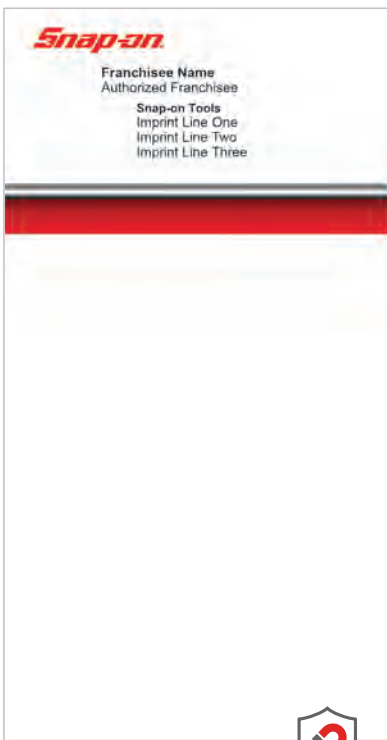 Snap-on
Franchisee Name
Authorized Franchisee
Snap-on Tools
Imprint Line One
Imprint Line Two
Imprint Line Three